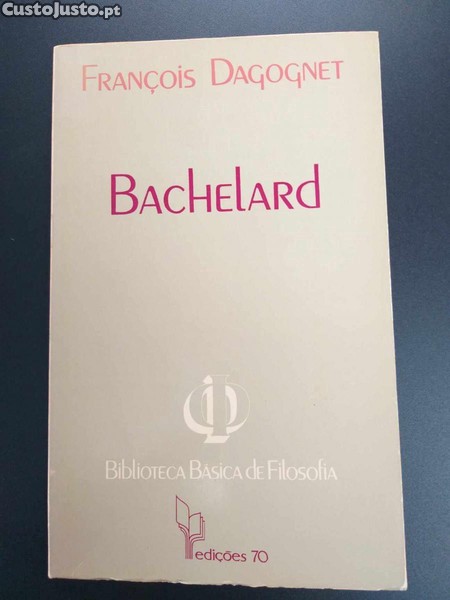 CustoJusto.pt
FRANÇOIS DAGOGNET
BACHELARD
BIBLIOTECA BÁSICA DE FILOSOFIA
edições 70